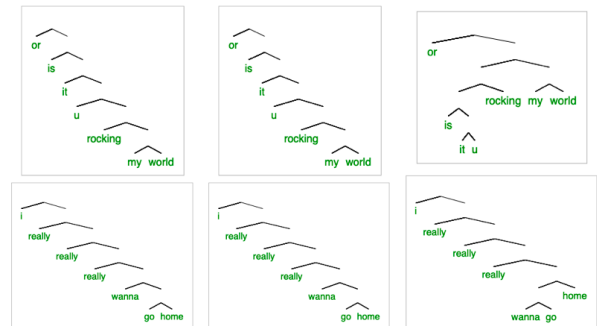 or
is
it
u
rocking
my world
or
is
it
u
rocking
my world
or
rocking my world
is
it u
i
really
really
really
wanna
go home
i
really
really
really
wanna
go home
i
really
really
really
home
wanna go